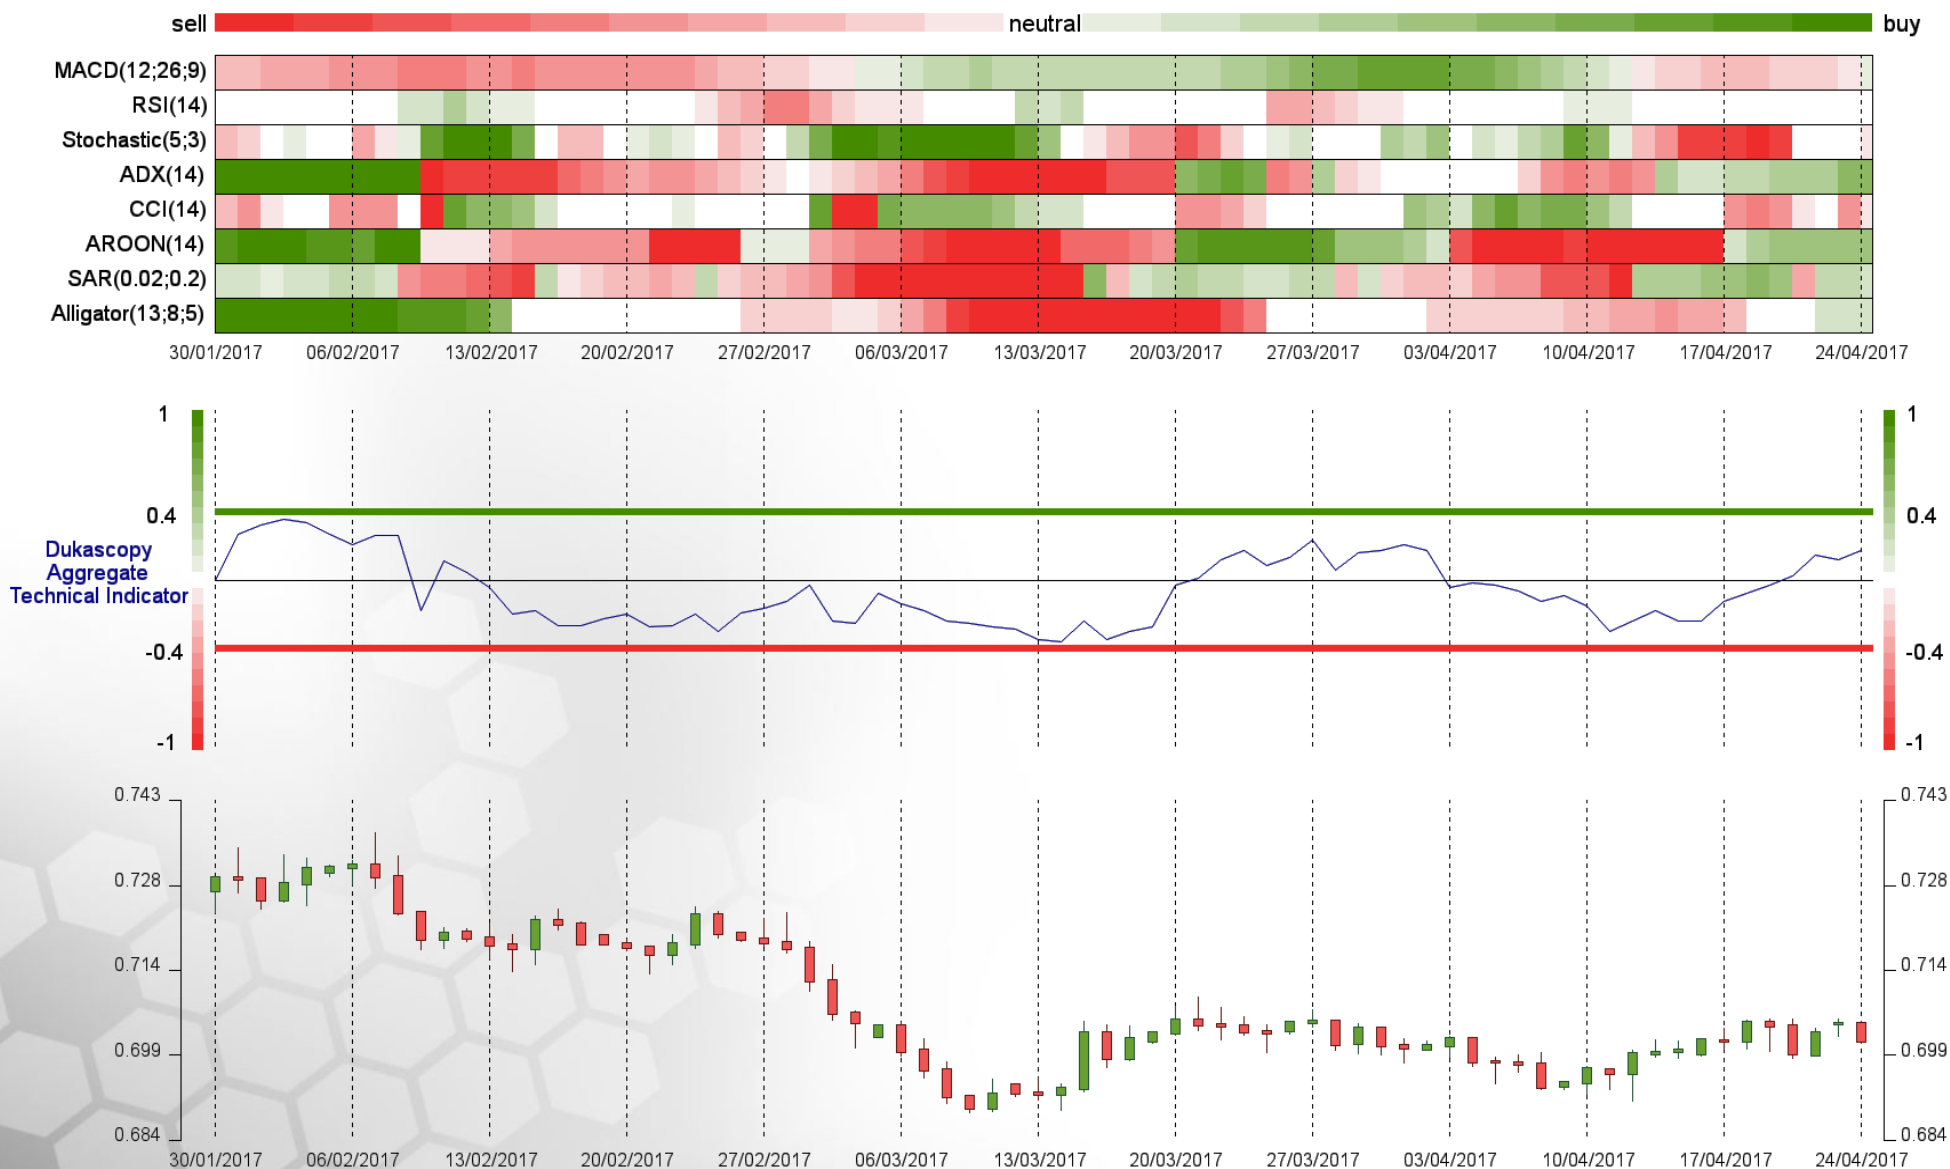 sell neutral buy
MACD(12;26;9)
RSI(14)
Stochastic(5;3)
ADX(14)
CCI(14)
AROON(14)
SAR(0.02;0.2)
Alligator(13;8;5)
30/01/2017 06/02/2017 13/02/2017 20/02/2017 27/02/2017 06/03/2017 13/03/2017 20/03/2017 27/03/2017 03/04/2017 10/04/2017 17/04/2017 24/04/2017
1 1
0.4 0.4
Dukascopy
Aggregate
Technical Indicator
-0.4 -0.4
-1 -1
0.743 0.743
0.728 0.728
0.714 0.714
0.699 0.699
0.684 0.684
30/01/2017 06/02/2017 13/02/2017 20/02/2017 27/02/2017 06/03/2017 13/03/2017 20/03/2017 27/03/2017 03/04/2017 10/04/2017 17/04/2017 24/04/2017